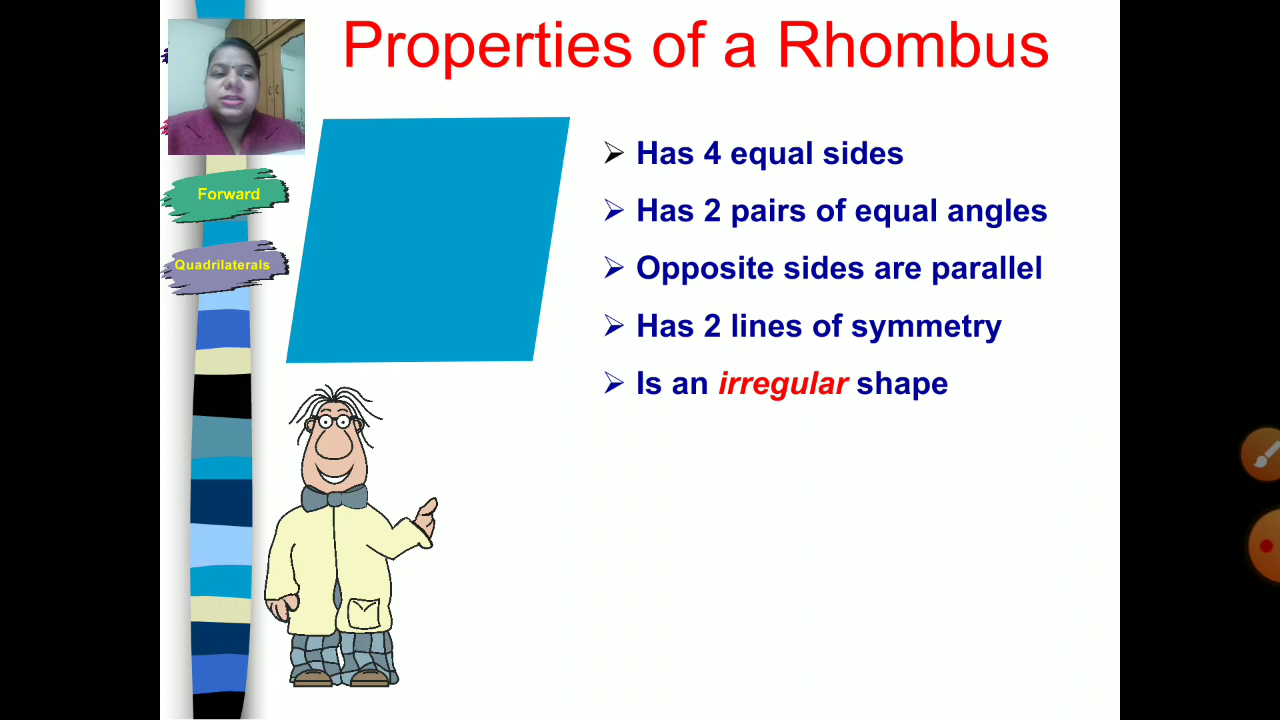 Properties of a Rhombus
Forward
Quadrilaterals
Has 4 equal sides
Has 2 pairs of equal angles
Opposite sides are parallel
Has 2 lines of symmetry
Is an irregular shape